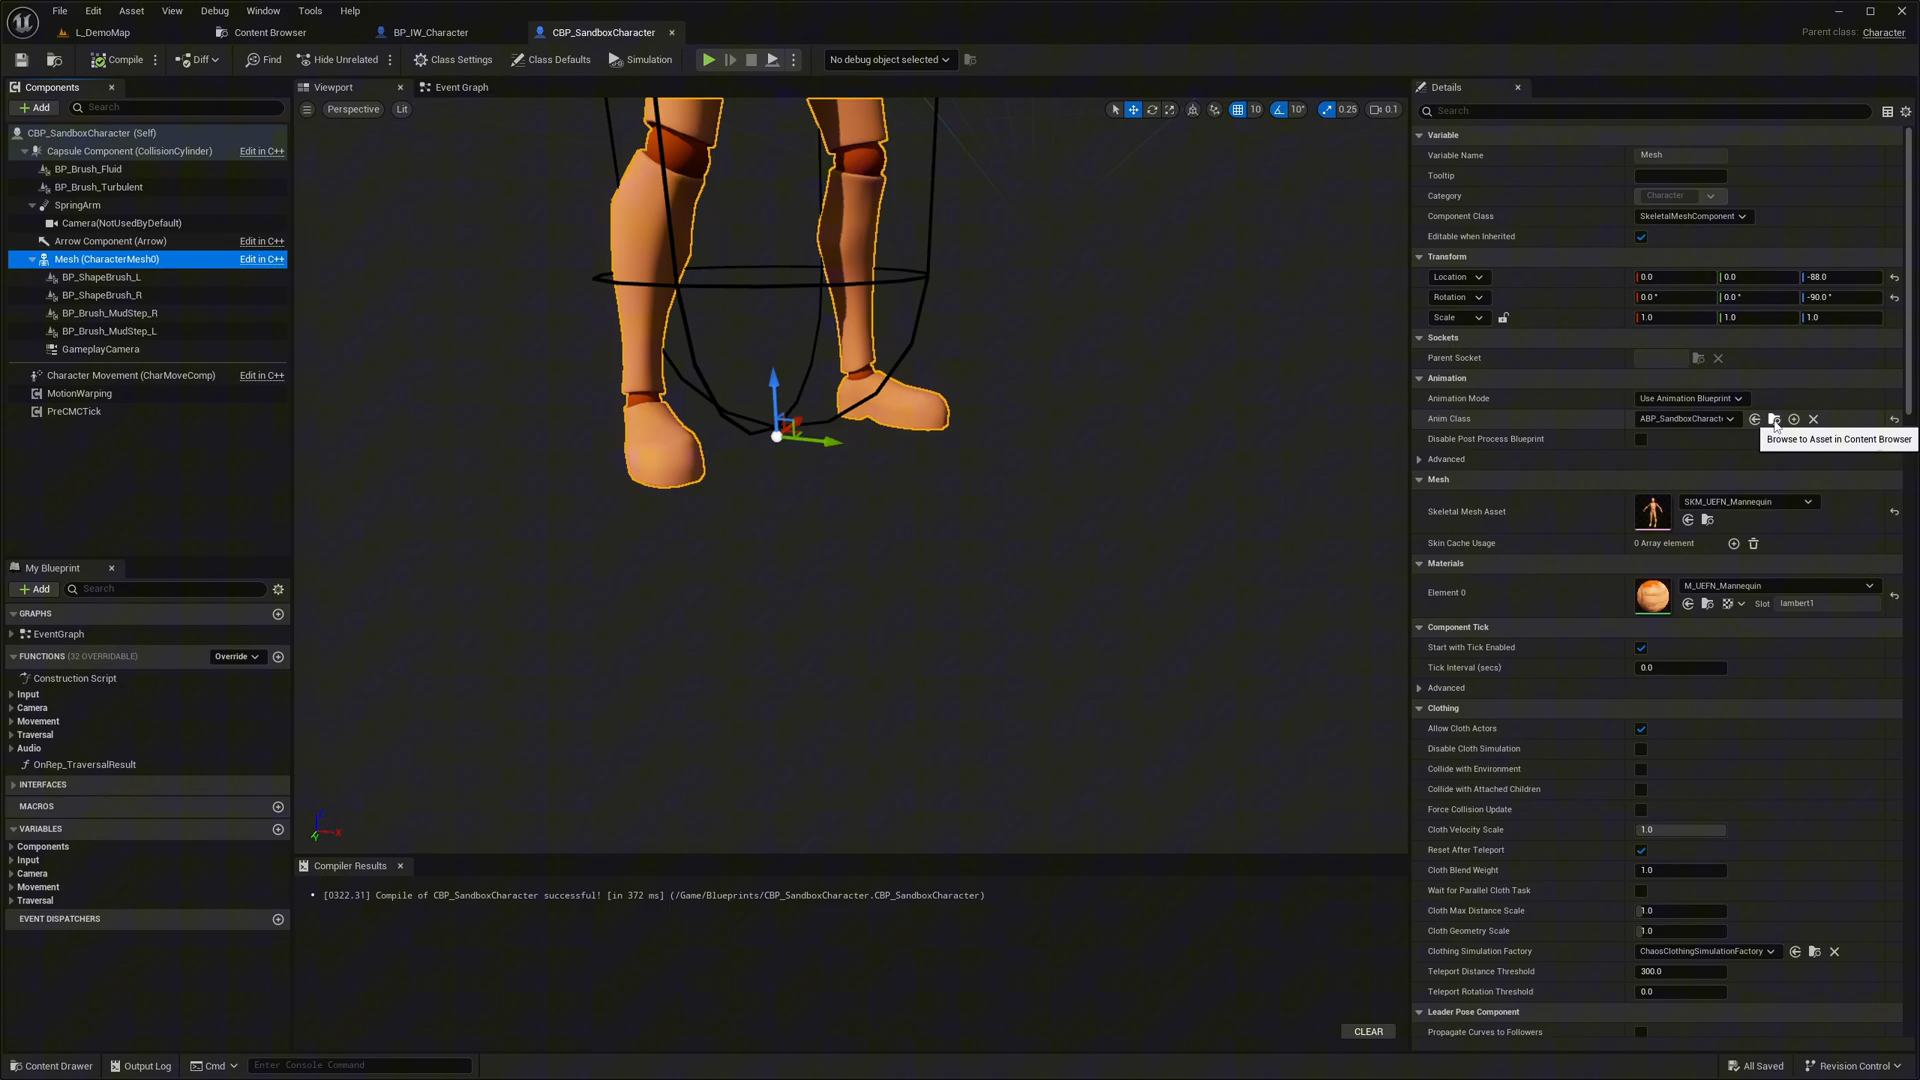 File Edit Asset View Debug Window Tools Help
L_DemoMap Content Browser BP_IW_Character CBP_SandboxCharacter
Parent class: Character
Compile Diff Find Hide Unrelated Class Settings Class Defaults Simulation No debug object selected
Components
Add Search
CBP_SandboxCharacter (Self)
Capsule Component (CollisionCylinder) Edit in C++
BP_Brush_Fluid
BP_Brush_Turbulent
SpringArm
Camera(NotUsedByDefault)
Arrow Component (Arrow) Edit in C++
Mesh (CharacterMesh0) Edit in C++
BP_ShapeBrush_L
BP_ShapeBrush_R
BP_Brush_MudStep_R
BP_Brush_MudStep_L
GameplayCamera
Character Movement (CharMoveComp) Edit in C++
MotionWarping
PreCMCTick
My Blueprint
Add Search
GRAPHS
EventGraph
FUNCTIONS (32 OVERRIDABLE) Override
Construction Script
Input
Camera
Movement
Traversal
Audio
OnRep_TraversalResult
INTERFACES
MACROS
VARIABLES
Components
Input
Camera
Movement
Traversal
EVENT DISPATCHERS
Viewport Event Graph
Perspective Lit
10 10° 0.25 0.1
Z X Y
Compiler Results
[0322.31] Compile of CBP_SandboxCharacter successful! [in 372 ms] (/Game/Blueprints/CBP_SandboxCharacter.CBP_SandboxCharacter)
CLEAR
Details
Search
Variable
Variable Name Mesh
Tooltip
Category Character
Component Class SkeletalMeshComponent
Editable when Inherited
Transform
Location 0.0 0.0 -88.0
Rotation 0.0° 0.0° -90.0°
Scale 1.0 1.0 1.0
Sockets
Parent Socket
Animation
Animation Mode Use Animation Blueprint
Anim Class ABP_SandboxCharacte
Browse to Asset in Content Browser
Disable Post Process Blueprint
Advanced
Mesh
Skeletal Mesh Asset SKM_UEFN_Mannequin
Skin Cache Usage 0 Array element
Materials
Element 0 M_UEFN_Mannequin
Slot lambert1
Component Tick
Start with Tick Enabled
Tick Interval (secs) 0.0
Advanced
Clothing
Allow Cloth Actors
Disable Cloth Simulation
Collide with Environment
Collide with Attached Children
Force Collision Update
Cloth Velocity Scale 1.0
Reset After Teleport
Cloth Blend Weight 1.0
Wait for Parallel Cloth Task
Cloth Max Distance Scale 1.0
Cloth Geometry Scale 1.0
Clothing Simulation Factory ChaosClothingSimulationFactory
Teleport Distance Threshold 300.0
Teleport Rotation Threshold 0.0
Leader Pose Component
Propagate Curves to Followers
Content Drawer Output Log Cmd Enter Console Command All Saved Revision Control